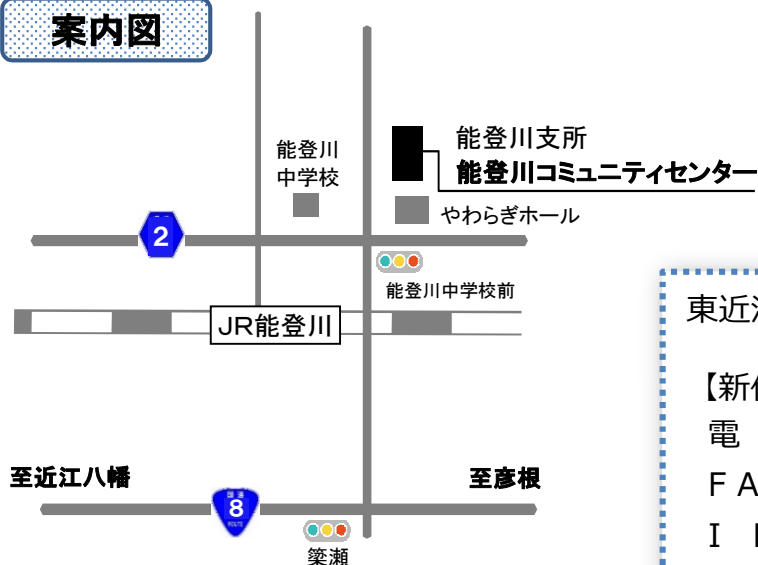 案内図
能登川
中学校
能登川支所
能登川コミュニティセンター
やわらぎホール
2
能登川中学校前
JR能登川
至近江八幡
至彦根
国道
8
ROUTE
簗瀬
東近
【新
電
ＦＡ
Ｉ